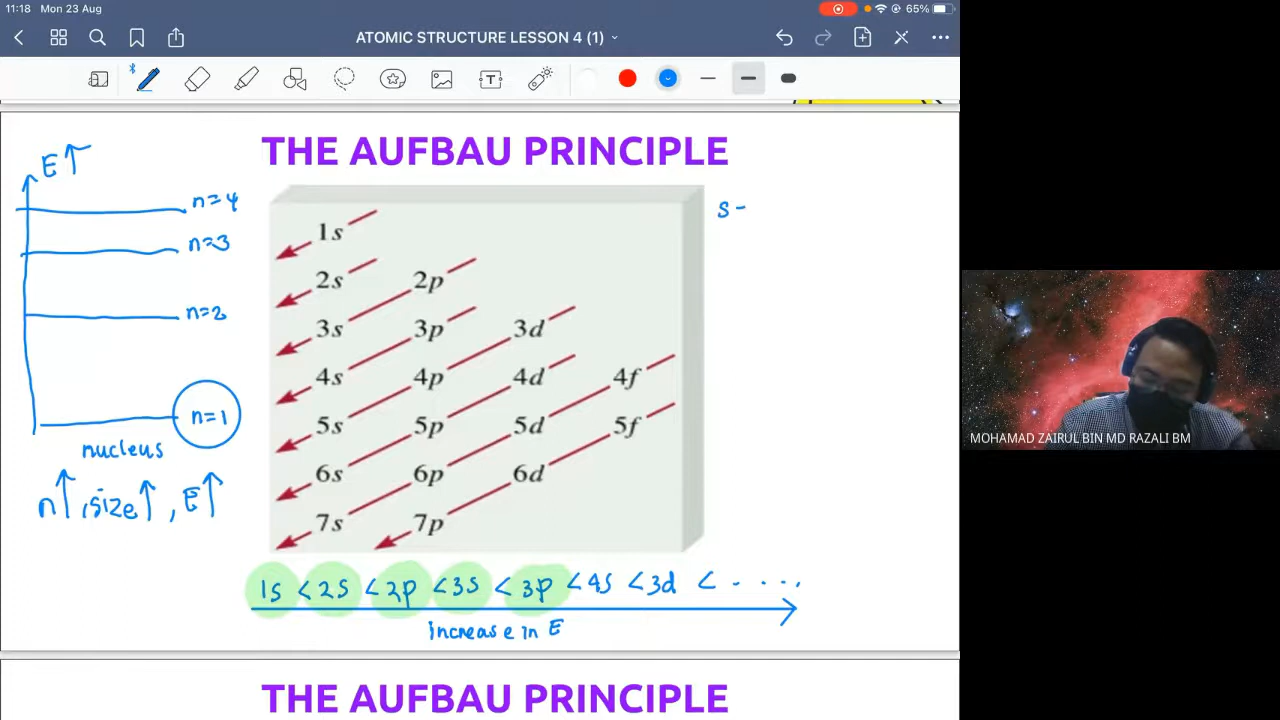 11:18 Mon 23 Aug
65%
ATOMIC STRUCTURE LESSON 4 (1)
THE AUFBAU PRINCIPLE
E↑
n=4
n=3
n=2
n=1
nucleus
n↑, size↑, E↑
1s
2s 2p
3s 3p 3d
4s 4p 4d 4f
5s 5p 5d 5f
6s 6p 6d
7s 7p
s-
1s < 2s < 2p < 3s < 3p < 4s < 3d < .....
increase in E
MOHAMAD ZAIRUL BIN MD RAZALI BM
THE AUFBAU PRINCIPLE